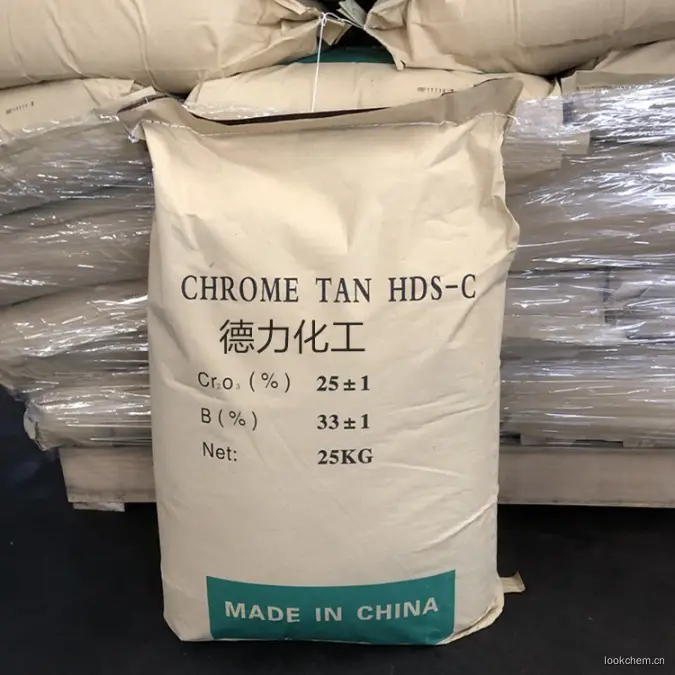 CHROME TAN HDS-C
德力化工
Cr₂O₃ (%) 25±1
B (%) 33±1
Net: 25KG
MADE IN CHINA
lookchem.cn